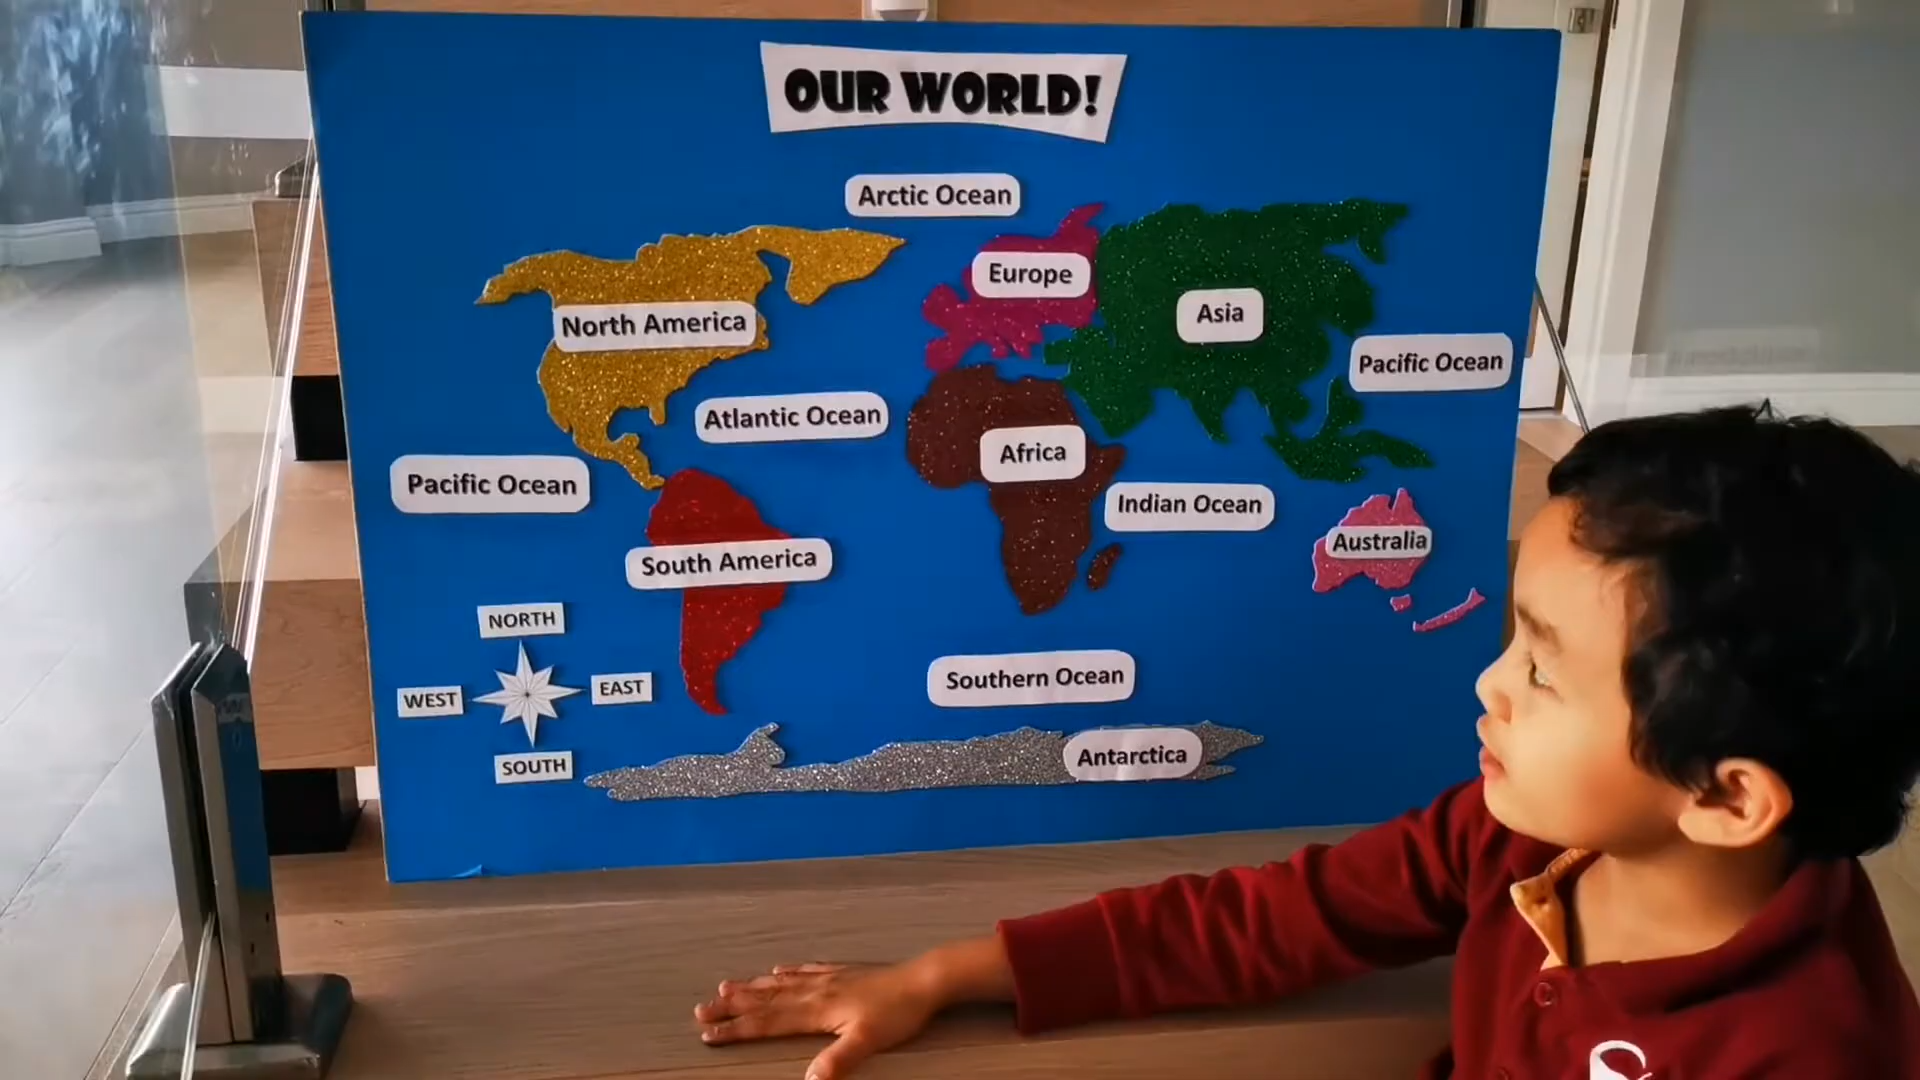 OUR WORLD!
Arctic Ocean
Europe
Asia
North America
Pacific Ocean
Atlantic Ocean
Africa
Pacific Ocean
Indian Ocean
Australia
South America
NORTH
WEST
EAST
SOUTH
Southern Ocean
Antarctica